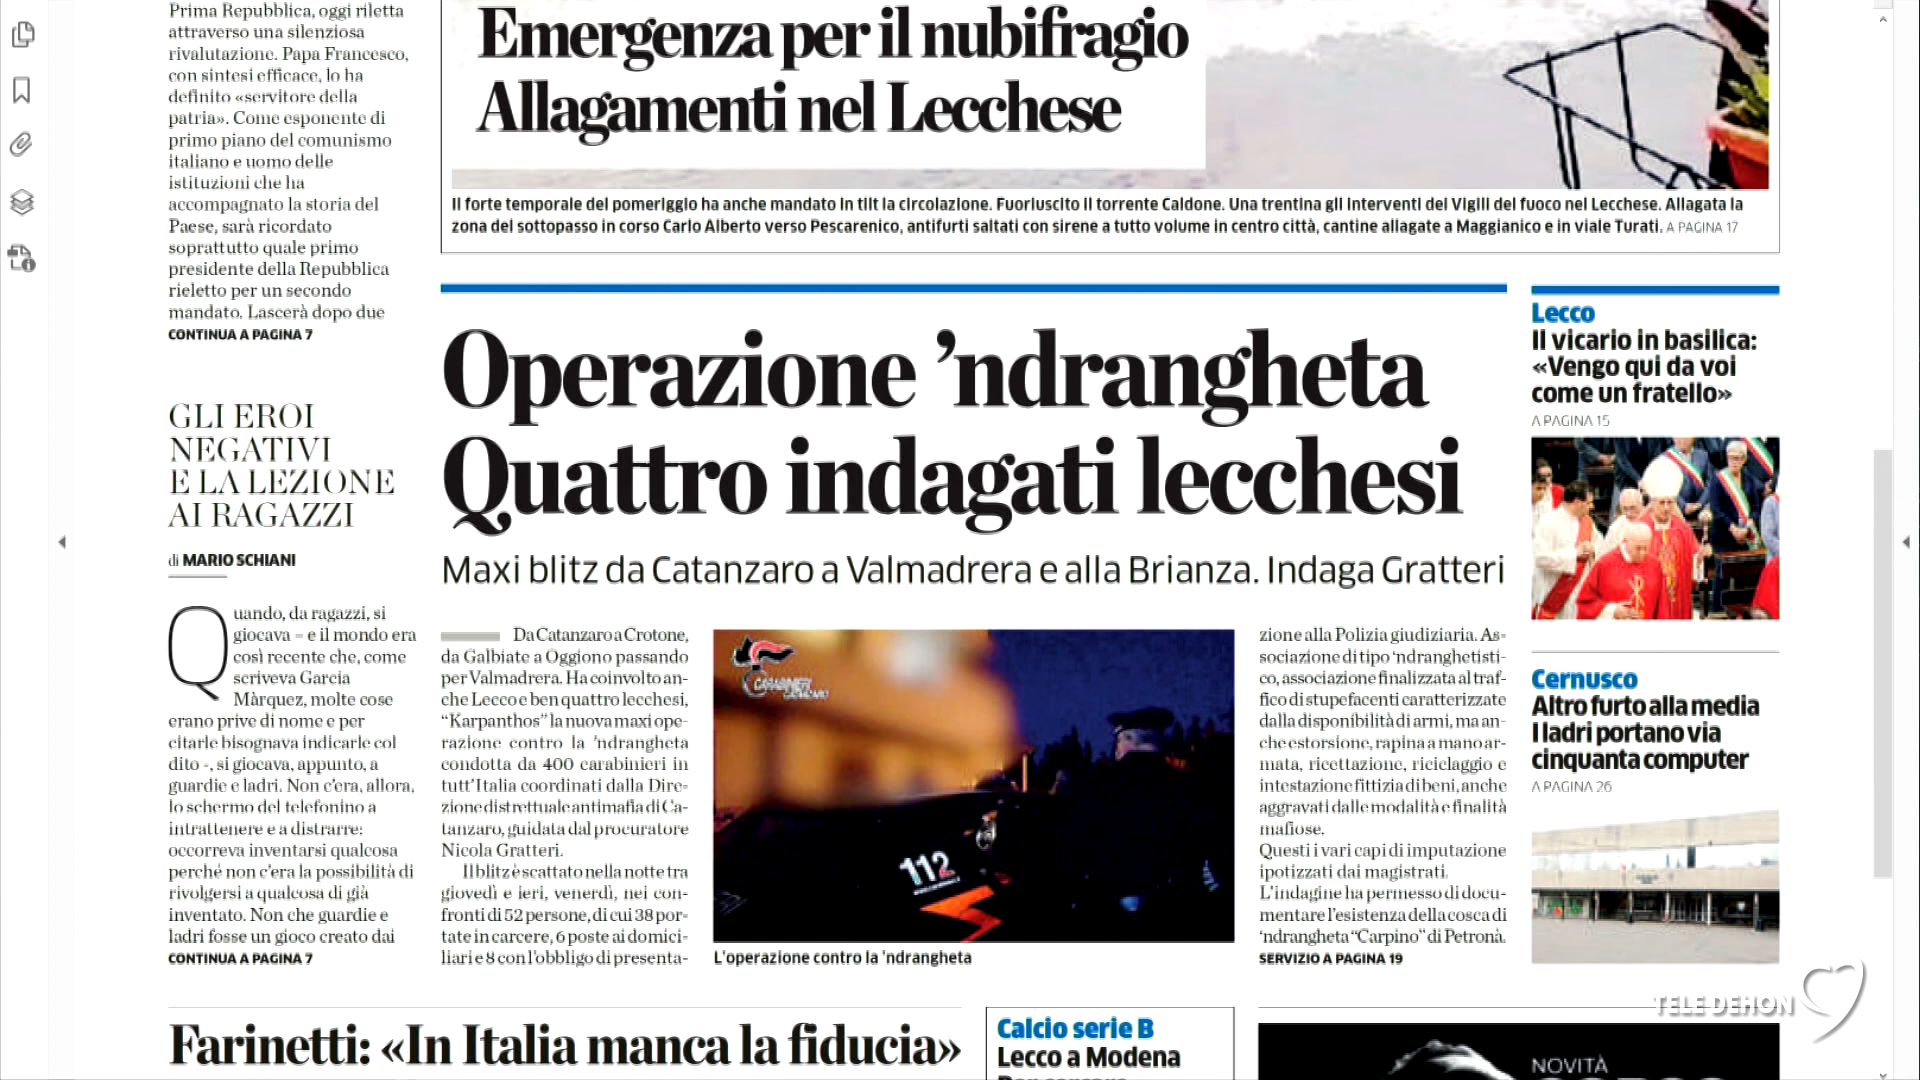 Prima Repubblica, oggi riletta
attraverso una silenziosa
rivalutazione. Papa Francesco,
con sintesi efficace, lo ha
definito «servitore della
patria». Come esponente di
primo piano del comunismo
italiano e uomo delle
istituzioni che ha
accompagnato la storia del
Paese, sarà ricordato
soprattutto quale primo
presidente della Repubblica
rieletto per un secondo
mandato. Lascerà dopo due
CONTINUA A PAGINA 7
GLI EROI
NEGATIVI
E LA LEZIONE
AI RAGAZZI
di MARIO SCHIANI
Quando, da ragazzi, si
giocava – e il mondo era
così recente che, come
scriveva Garcia
Màrquez, molte cose
erano prive di nome e per
citarle bisognava indicarle col
dito -, si giocava, appunto, a
guardie e ladri. Non c'era, allora,
lo schermo del telefonino a
intrattenere e a distrarre:
occorreva inventarsi qualcosa
perché non c'era la possibilità di
rivolgersi a qualcosa di già
inventato. Non che guardie e
ladri fosse un gioco creato dai
CONTINUA A PAGINA 7
Emergenza per il nubifragio
Allagamenti nel Lecchese
Il forte temporale del pomeriggio ha anche mandato in tilt la circolazione. Fuoriuscito il torrente Caldone. Una trentina gli interventi dei Vigili del fuoco nel Lecchese. Allagata la
zona del sottopasso in corso Carlo Alberto verso Pescarenico, antifurti saltati con sirene a tutto volume in centro città, cantine allagate a Maggianico e in viale Turati. A PAGINA 17
Operazione 'ndrangheta
Quattro indagati lecchesi
Maxi blitz da Catanzaro a Valmadrera e alla Brianza. Indaga Gratteri
Da Catanzaro a Crotone,
da Galbiate a Oggiono passando
per Valmadrera. Ha coinvolto an-
che Lecco e ben quattro lecchesi,
"Karpanthos" la nuova maxi ope-
razione contro la 'ndrangheta
condotta da 400 carabinieri in
tutt'Italia coordinati dalla Dire-
zione distrettuale antimafia di Ca-
tanzaro, guidata dal procuratore
Nicola Gratteri.
Il blitz è scattato nella notte tra
giovedì e ieri, venerdì, nei con-
fronti di 52 persone, di cui 38 por-
tate in carcere, 6 poste ai domici-
liari e 8 con l'obbligo di presenta-
CARABINIERI
112
L'operazione contro la 'ndrangheta
zione alla Polizia giudiziaria. As-
sociazione di tipo 'ndranghetisti-
co, associazione finalizzata al traf-
fico di stupefacenti caratterizzate
dalla disponibilità di armi, ma an-
che estorsione, rapina a mano ar-
mata, ricettazione, riciclaggio e
intestazione fittizia di beni, anche
aggravati dalle modalità e finalità
mafiose.
Questi i vari capi di imputazione
ipotizzati dai magistrati.
L'indagine ha permesso di docu-
mentare l'esistenza della cosca di
'ndrangheta "Carpino" di Petronà.
SERVIZIO A PAGINA 19
Lecco
Il vicario in basilica:
«Vengo qui da voi
come un fratello»
A PAGINA 15
Cernusco
Altro furto alla media
I ladri portano via
cinquanta computer
A PAGINA 26
TELE DEHON
Farinetti: «In Italia manca la fiducia»
Calcio serie B
Lecco a Modena
NOVITÀ